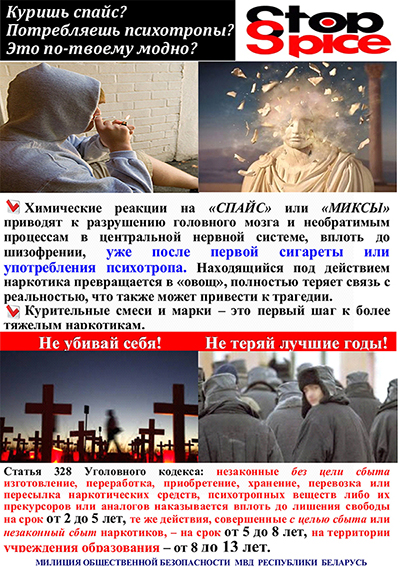 Куришь спайс?
Потребляешь психотропы?
Это по-твоему модно?
Stop
Spice
Химические реакции на «СПАЙС» или «МИКСЫ»
приводят к разрушению головного мозга и необратимым
процессам в центральной нервной системе, вплоть до
шизофрении, уже после первой сигареты или
употребления психотропа. Находящийся под действием
наркотика превращается в «овощ», полностью теряет связь с
реальностью, что также может привести к трагедии.
Курительные смеси и марки – это первый шаг к более
тяжелым наркотикам.
Не убивай себя!
Не теряй лучшие годы!
Статья 328 Уголовного кодекса: незаконные без цели сбыта
изготовление, переработка, приобретение, хранение, перевозка или
пересылка наркотических средств, психотропных веществ либо их
прекурсоров или аналогов наказывается вплоть до лишения свободы
на срок от 2 до 5 лет, те же действия, совершенные с целью сбыта или
незаконный сбыт наркотиков, – на срок от 5 до 8 лет, на территории
учреждения образования – от 8 до 13 лет.
МИЛИЦИЯ ОБЩЕСТВЕННОЙ БЕЗОПАСНОСТИ МВД РЕСПУБЛИКИ БЕЛАРУСЬ